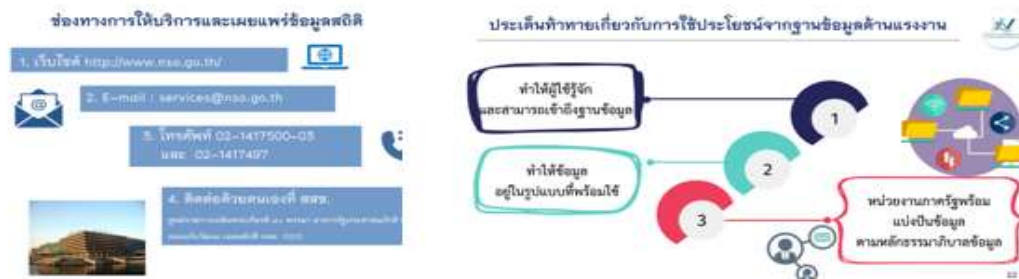 ช่องทางการให้บริการและเผยแพร่ข้อมูลสถิติ
1. เว็บไซต์ http://www.nso.go.th/
2. E-mail : services@nso.go.th
3. โทรศัพท์ 02-1417500-03
และ 02-1417497
4. ติดต่อด้วยตนเองที่ สสช.
ประเด็นท้าทายเกี่ยวกับการใช้ประโยชน์จากฐานข้อมูลด้านแรงงาน
ทำให้ผู้ใช้รู้จัก
และสามารถเข้าถึงฐานข้อมูล
1
ทำให้ข้อมูล
อยู่ในรูปแบบที่พร้อมใช้
2
3
หน่วยงานภาครัฐพร้อม
แบ่งปันข้อมูล
ตามหลักธรรมาภิบาลข้อมูล